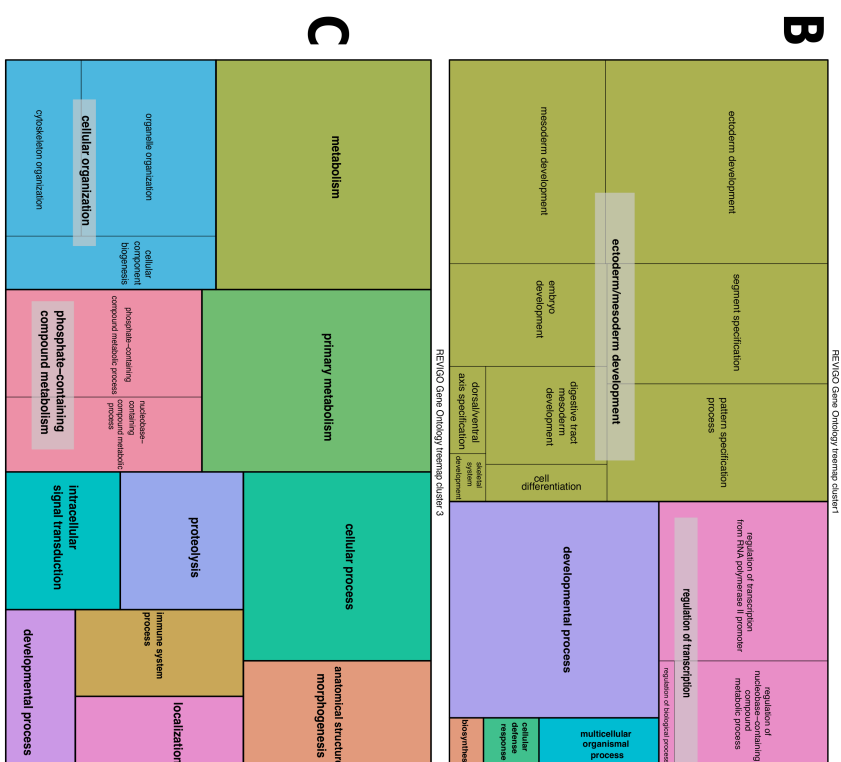 B
REVIGO Gene Ontology treemap cluster1
ectoderm development
segment specification
pattern specification
process
ectoderm/mesoderm development
mesoderm development
embryo
development
digestive tract
mesoderm
development
cell
differentiation
dorsal/ventral
axis specification
skeletal
system
development
regulation of transcription
from RNA polymerase II promoter
regulation of
nucleobase−containing
compound
metabolic process
regulation of transcription
regulation of biological process
developmental process
multicellular
organismal
process
cellular
defense
response
C
REVIGO Gene Ontology treemap cluster 3
metabolism
organelle organization
cellular organization
cytoskeleton organization
cellular
component
biogenesis
primary metabolism
phosphate−containing
compound metabolic process
nucleobase−
containing
compound metabolic
process
phosphate−containing
compound metabolism
cellular process
proteolysis
intracellular
signal transduction
anatomical structure
morphogenesis
immune system
process
localization
developmental process